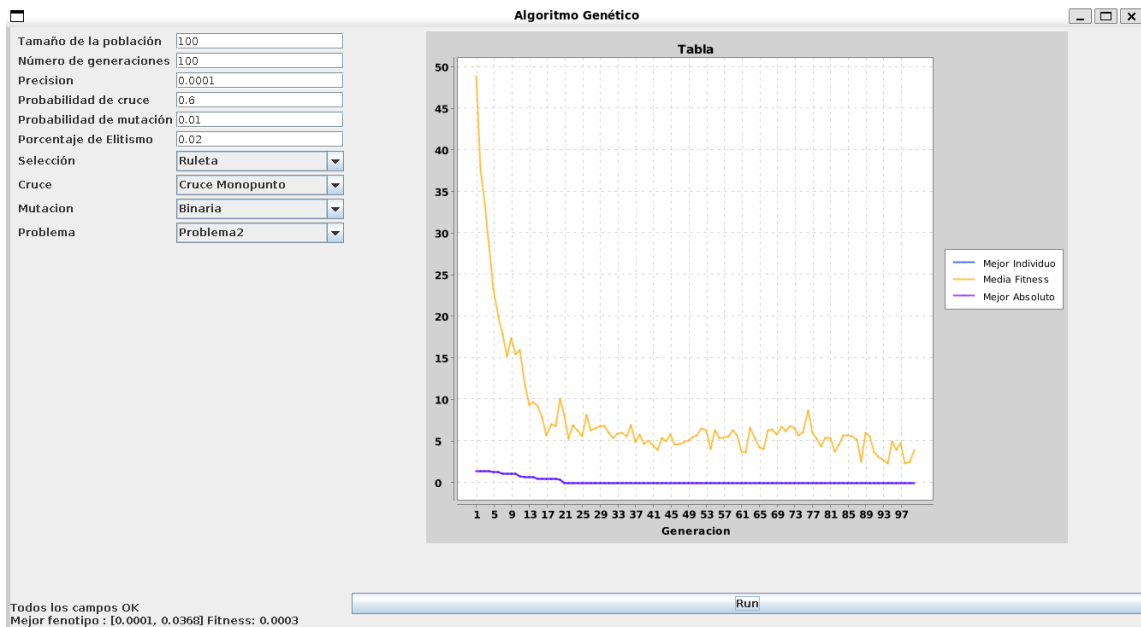 Algoritmo Genético
Tamaño de la población 100
Número de generaciones 100
Precision 0.0001
Probabilidad de cruce 0.6
Probabilidad de mutación 0.01
Porcentaje de Elitismo 0.02
Selección Ruleta
Cruce Cruce Monopunto
Mutacion Binaria
Problema Problema2
Tabla
50
45
40
35
30
25
20
15
10
5
0
1 5 9 13 17 21 25 29 33 37 41 45 49 53 57 61 65 69 73 77 81 85 89 93 97
Generacion
Mejor Individuo
Media Fitness
Mejor Absoluto
Run
Todos los campos OK
Mejor fenotipo : [0.0001, 0.0368] Fitness: 0.0003